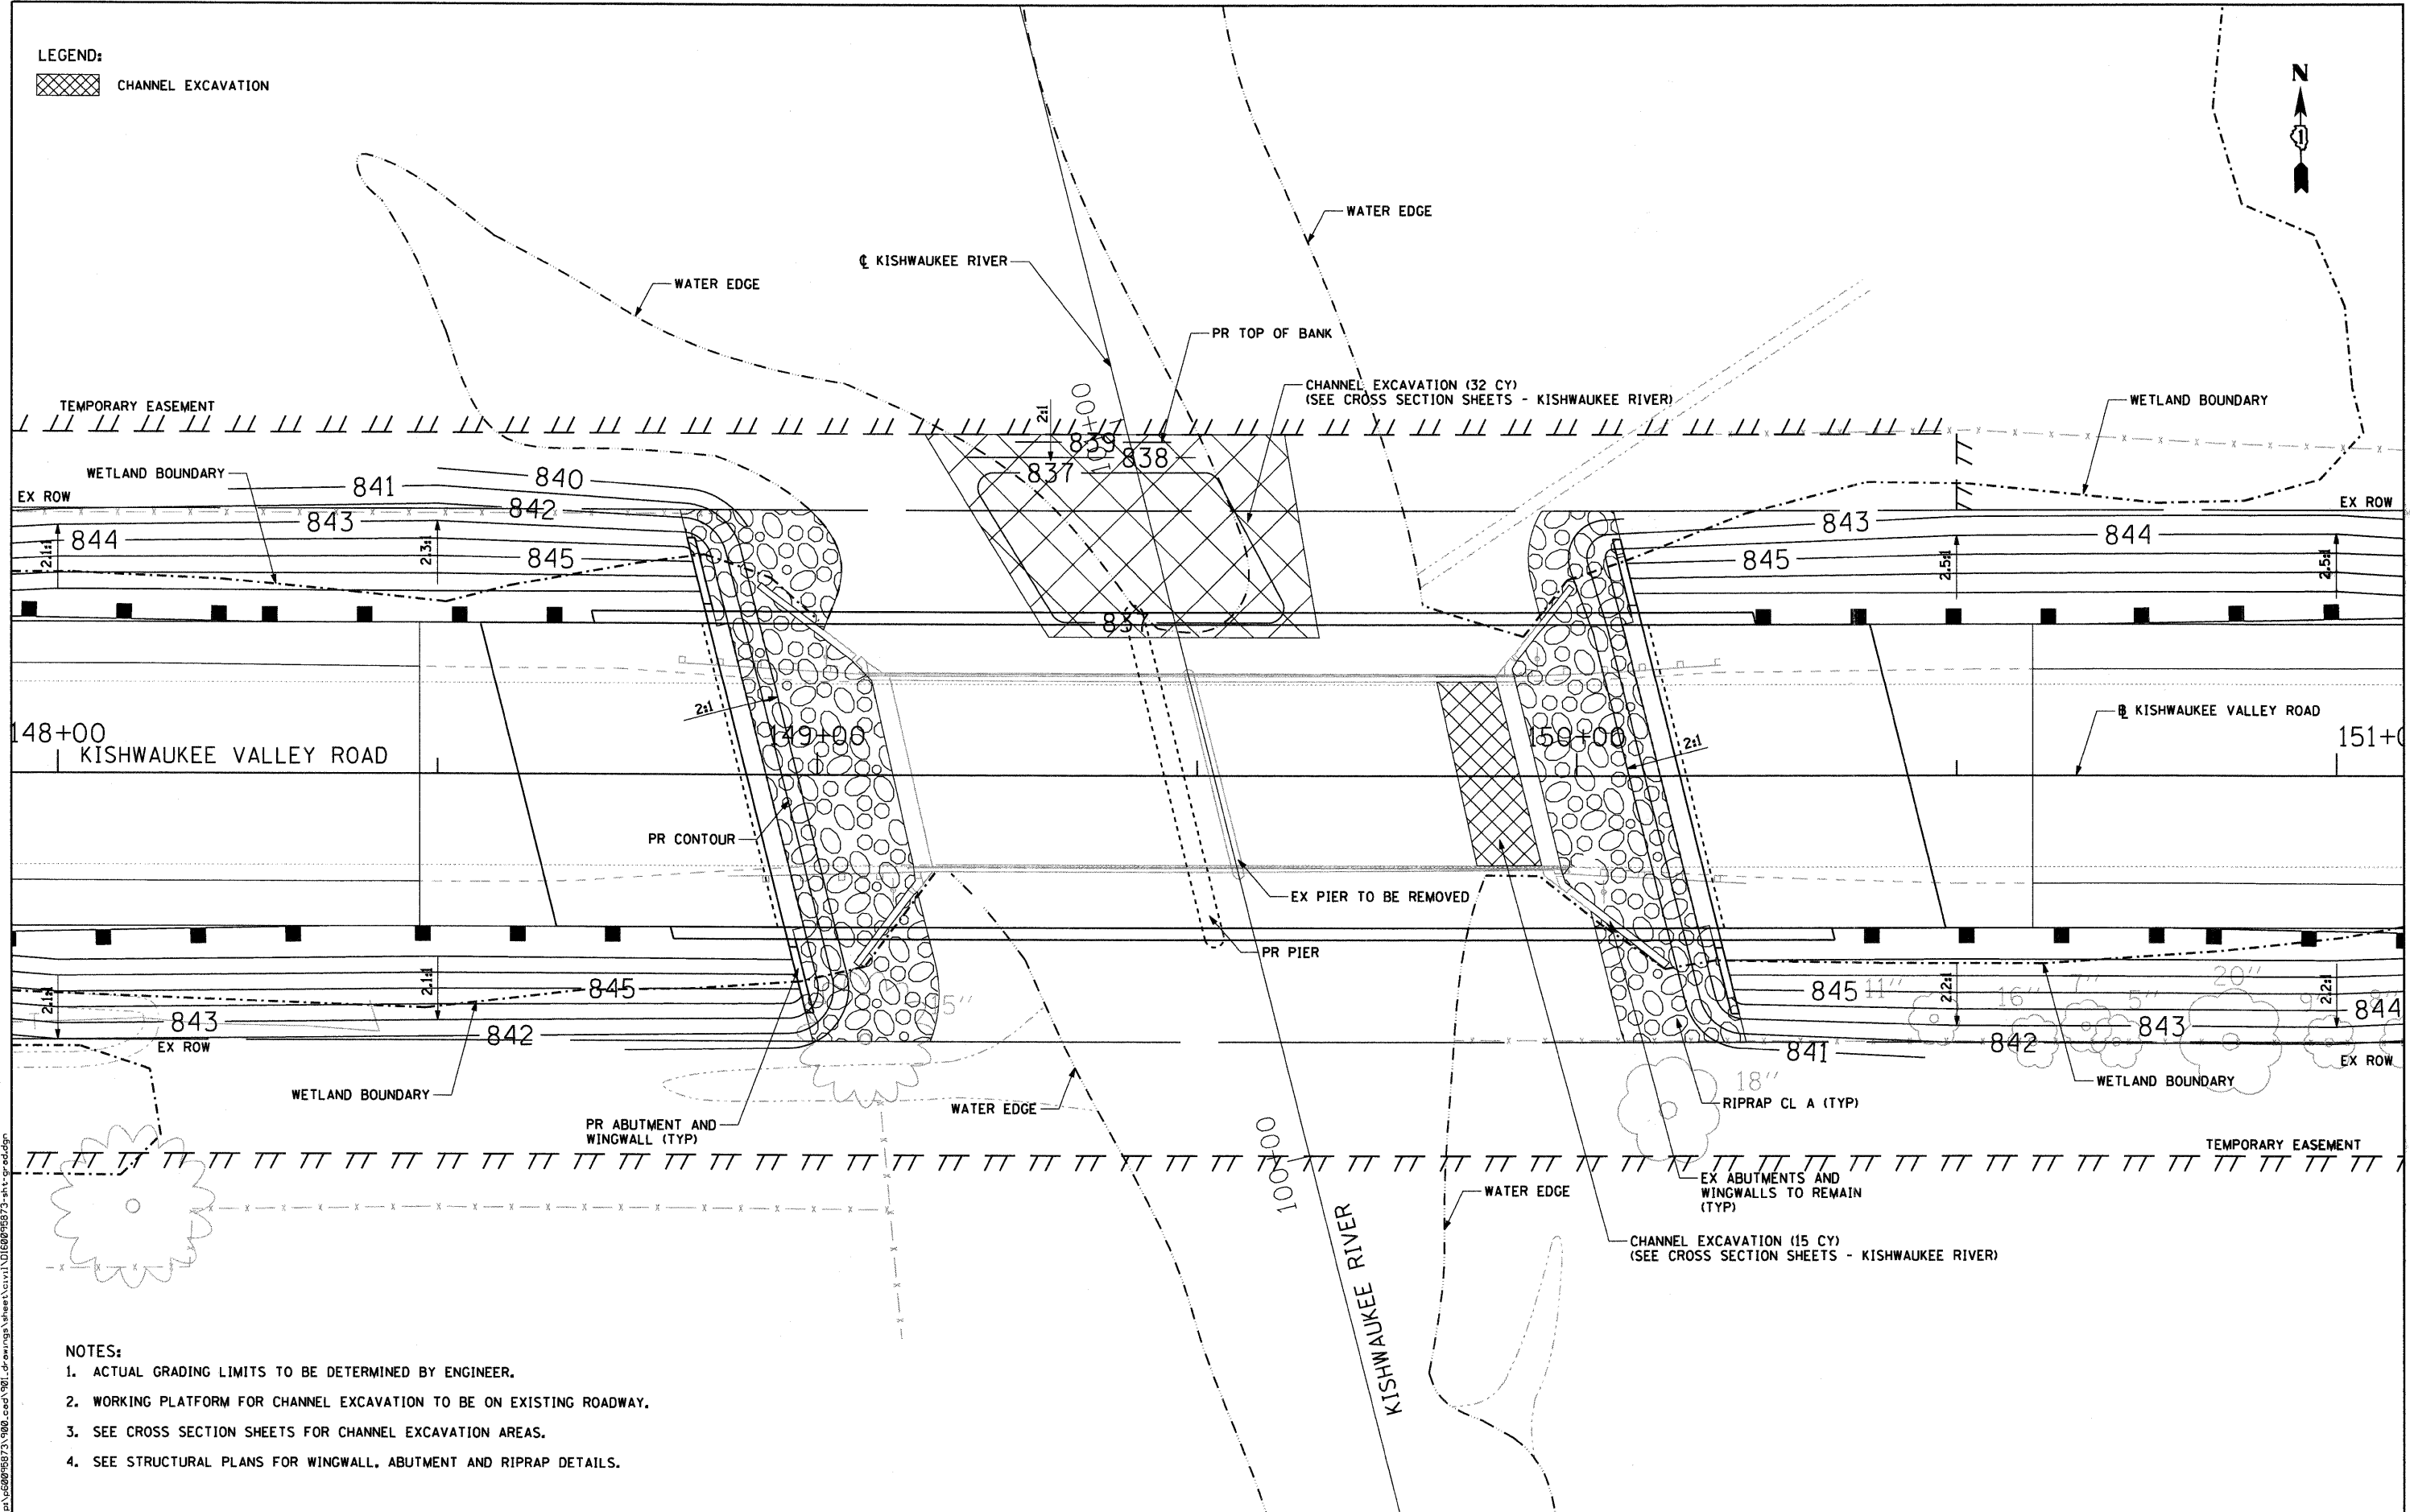 LEGEND:
CHANNEL EXCAVATION
N
WATER EDGE
℄ KISHWAUKEE RIVER
WATER EDGE
PR TOP OF BANK
CHANNEL EXCAVATION (32 CY)
(SEE CROSS SECTION SHEETS - KISHWAUKEE RIVER)
TEMPORARY EASEMENT
WETLAND BOUNDARY
2:1
839
838
837
WETLAND BOUNDARY
841
840
EX ROW
842
843
844
845
2.1:1
2.3:1
843
844
845
EX ROW
2.5:1
2.5:1
837
2:1
148+00
KISHWAUKEE VALLEY ROAD
149+00
150+00
2:1
151+0
℄ KISHWAUKEE VALLEY ROAD
PR CONTOUR
EX PIER TO BE REMOVED
PR PIER
2.1:1
2.1:1
845
843
842
EX ROW
15"
845
11"
2.2:1
16"
7"
5"
20"
2.2:1
844
843
842
841
EX ROW
18"
WETLAND BOUNDARY
WETLAND BOUNDARY
RIPRAP CL A (TYP)
WATER EDGE
PR ABUTMENT AND
WINGWALL (TYP)
100+00
TEMPORARY EASEMENT
EX ABUTMENTS AND
WINGWALLS TO REMAIN
(TYP)
WATER EDGE
CHANNEL EXCAVATION (15 CY)
(SEE CROSS SECTION SHEETS - KISHWAUKEE RIVER)
KISHWAUKEE RIVER
NOTES:
1. ACTUAL GRADING LIMITS TO BE DETERMINED BY ENGINEER.
2. WORKING PLATFORM FOR CHANNEL EXCAVATION TO BE ON EXISTING ROADWAY.
3. SEE CROSS SECTION SHEETS FOR CHANNEL EXCAVATION AREAS.
4. SEE STRUCTURAL PLANS FOR WINGWALL, ABUTMENT AND RIPRAP DETAILS.